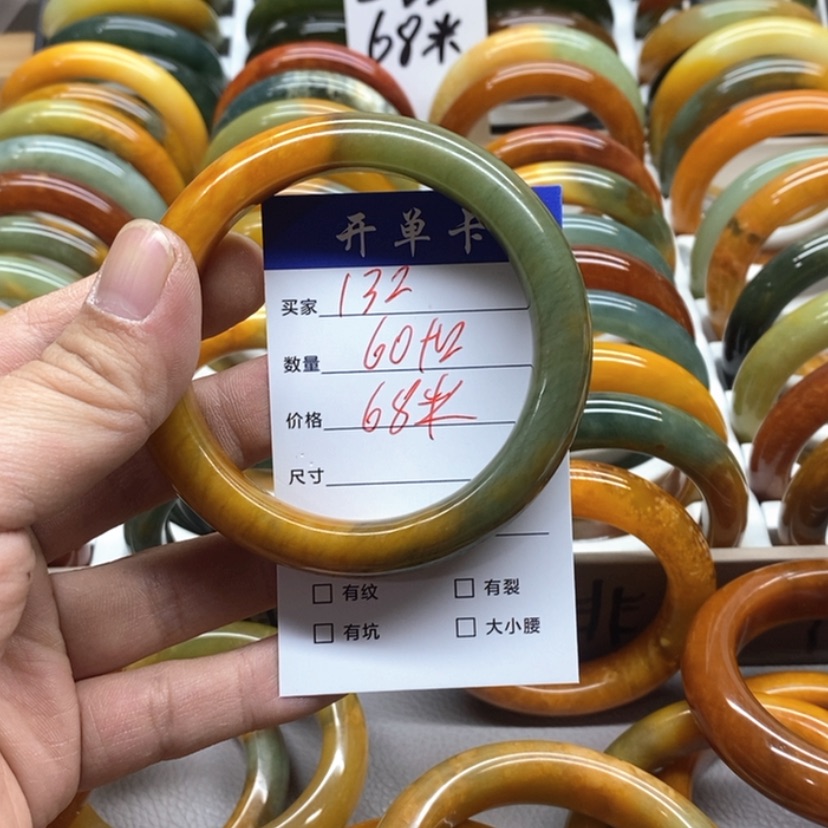 68米
开单卡
买家 132
数量 60位
价格 68米
尺寸
有纹 有裂
有坑 大小腰